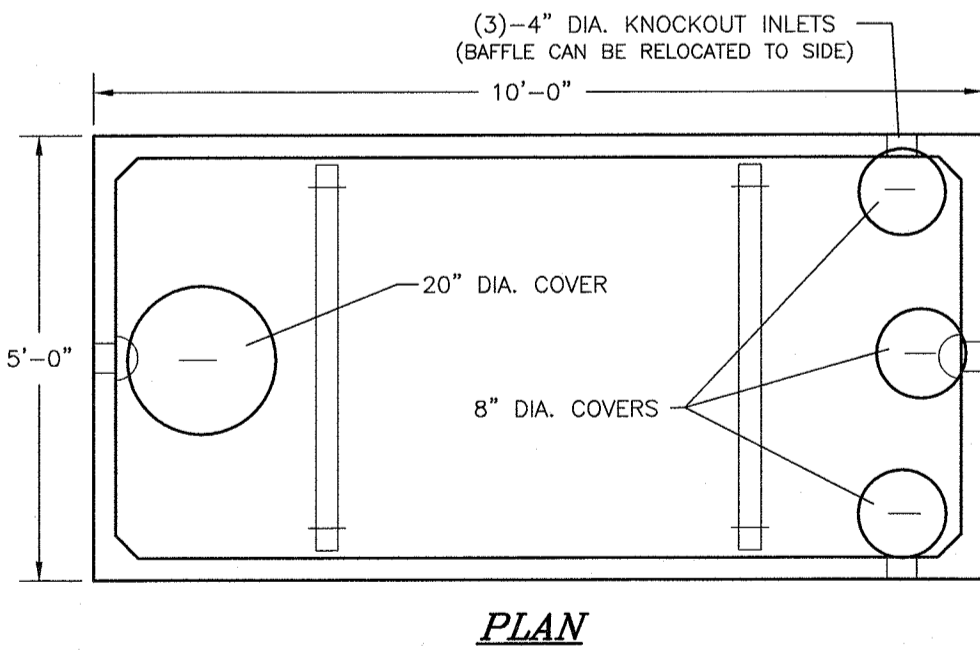 (3)-4" DIA. KNOCKOUT INLETS
(BAFFLE CAN BE RELOCATED TO SIDE)
10'-0"
20" DIA. COVER
5'-0"
8" DIA. COVERS
PLAN